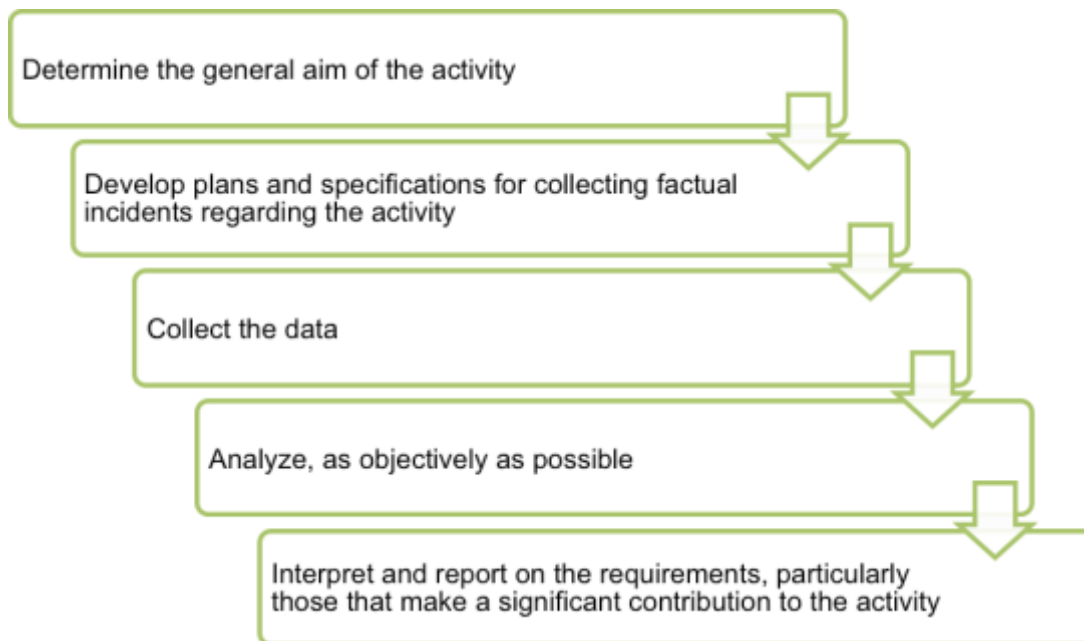 Determine the general aim of the activity
Develop plans and specifications for collecting factual
incidents regarding the activity
Collect the data
Analyze, as objectively as possible
Interpret and report on the requirements, particularly
those that make a significant contribution to the activity